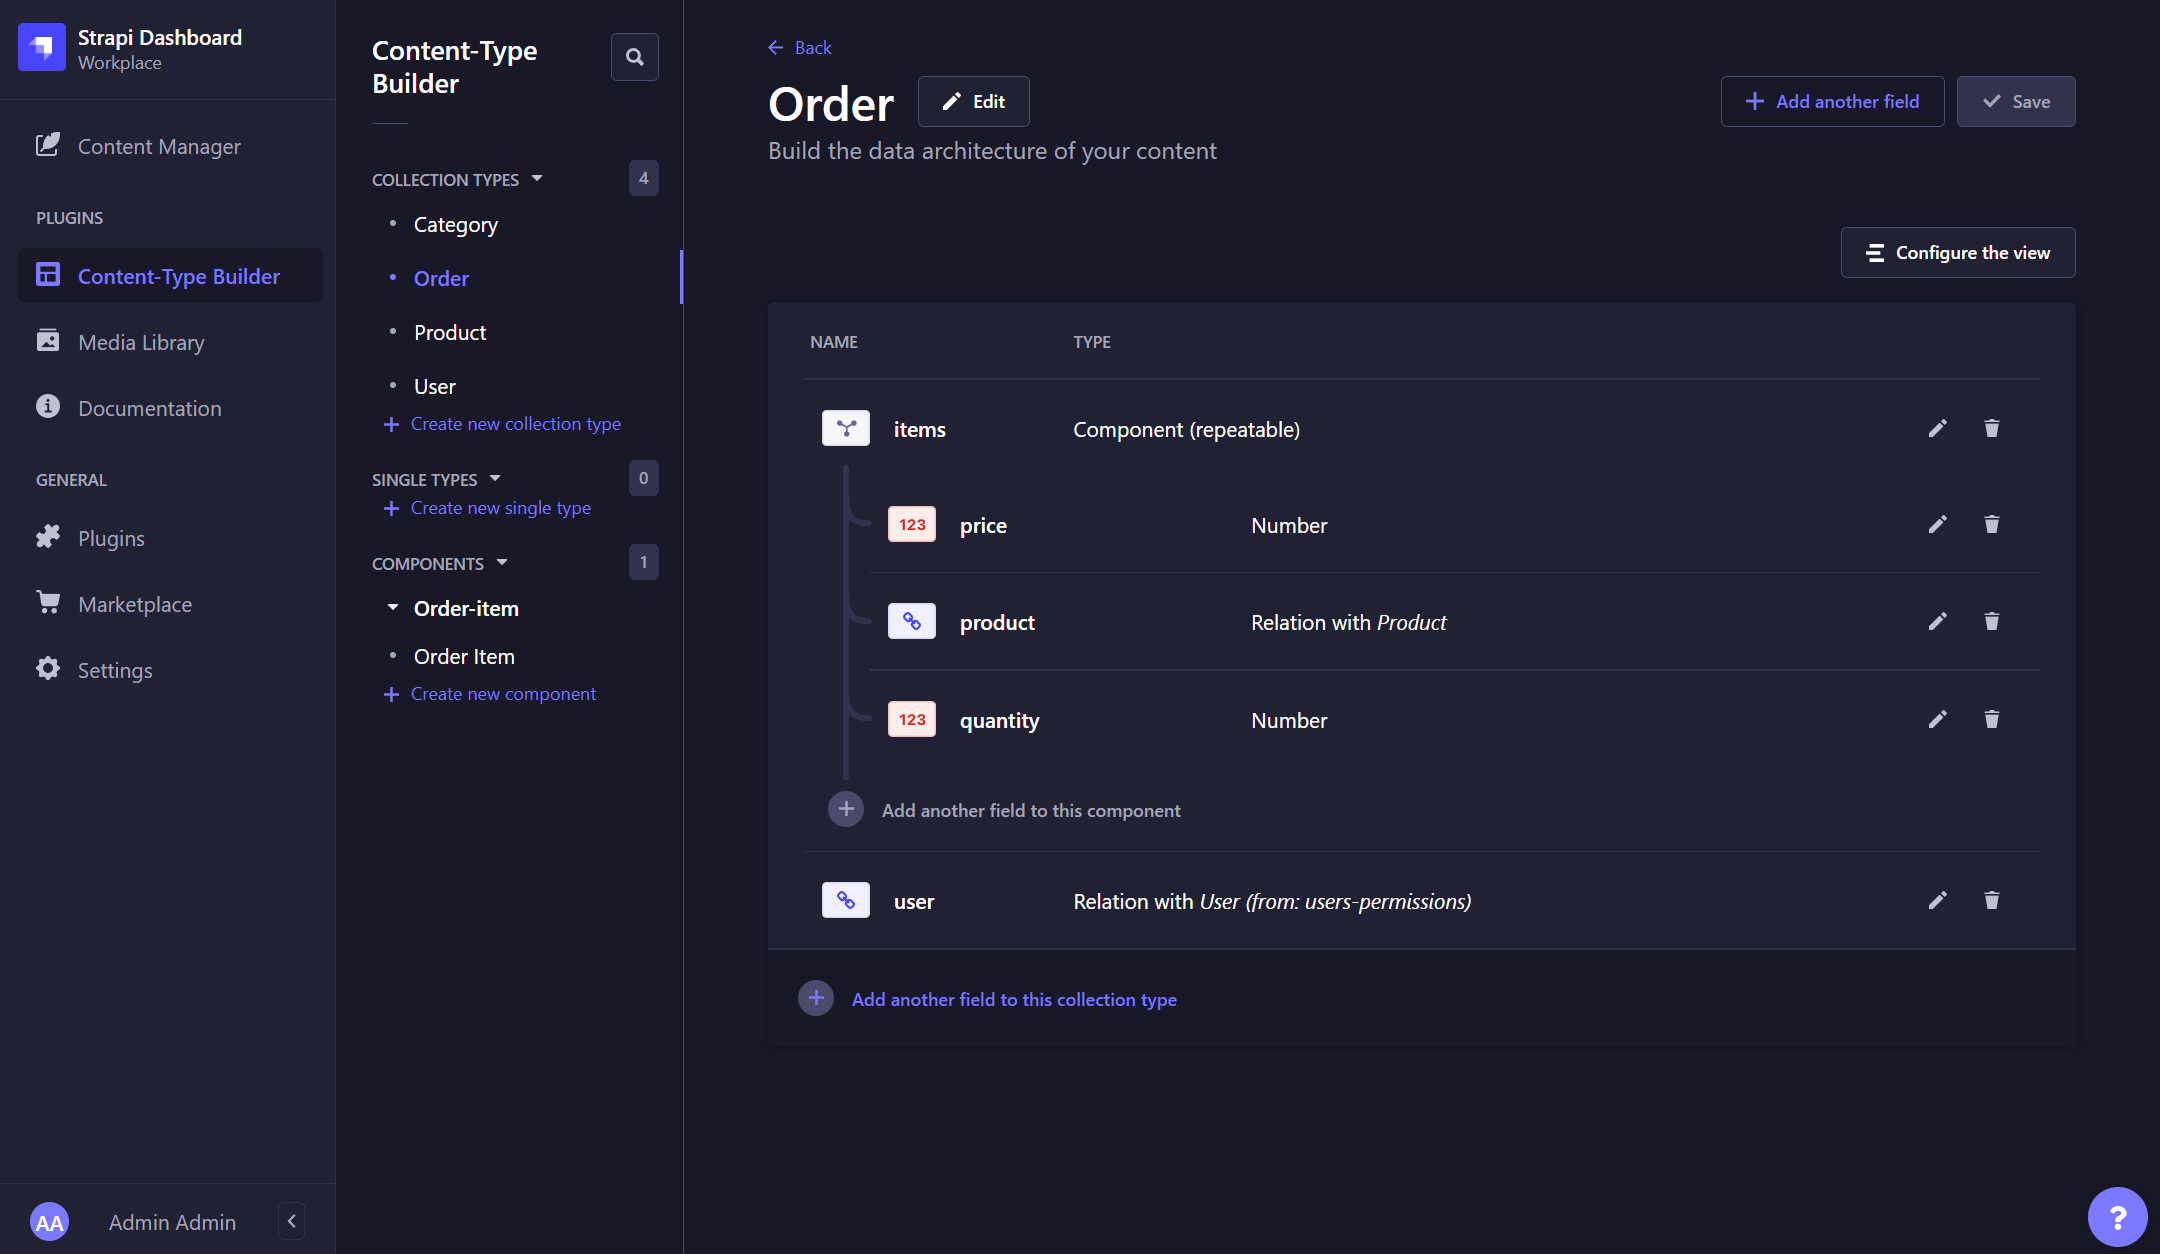 Strapi Dashboard
Workplace
Content Manager
PLUGINS
Content-Type Builder
Media Library
Documentation
GENERAL
Plugins
Marketplace
Settings
AA
Admin Admin
Content-Type
Builder
COLLECTION TYPES
4
Category
Order
Product
User
Create new collection type
SINGLE TYPES
0
Create new single type
COMPONENTS
1
Order-item
Order Item
Create new component
Back
Order
Edit
Add another field
Save
Build the data architecture of your content
Configure the view
NAME TYPE
items Component (repeatable)
123 price Number
product Relation with Product
123 quantity Number
Add another field to this component
user Relation with User (from: users-permissions)
Add another field to this collection type
?